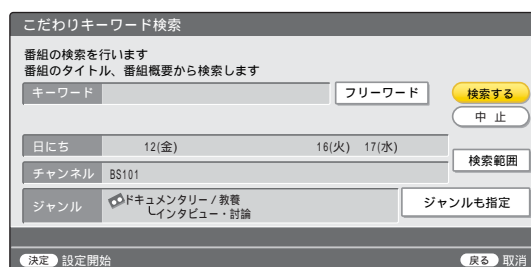 こだわりキーワード検索
番組の検索を行います
番組のタイトル、番組概要から検索します
キーワード
フリーワード
検索する
中止
日にち 12(金) 16(火) 17(水)
検索範囲
チャンネル BS101
ジャンル
ドキュメンタリー / 教養
インタビュー・討論
ジャンルも指定
決定 設定開始
戻る 取消